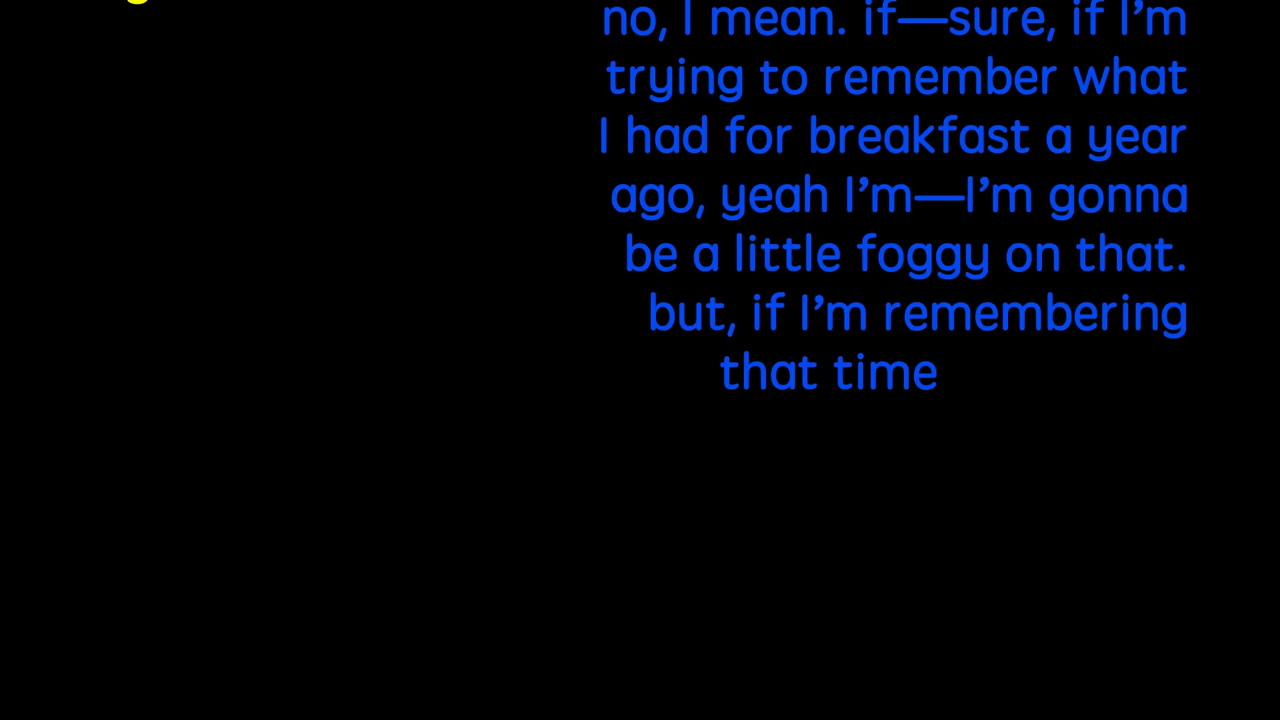 no, I mean. if—sure, if I’m
trying to remember what
I had for breakfast a year
ago, yeah I’m—I’m gonna
be a little foggy on that.
but, if I’m remembering
that time